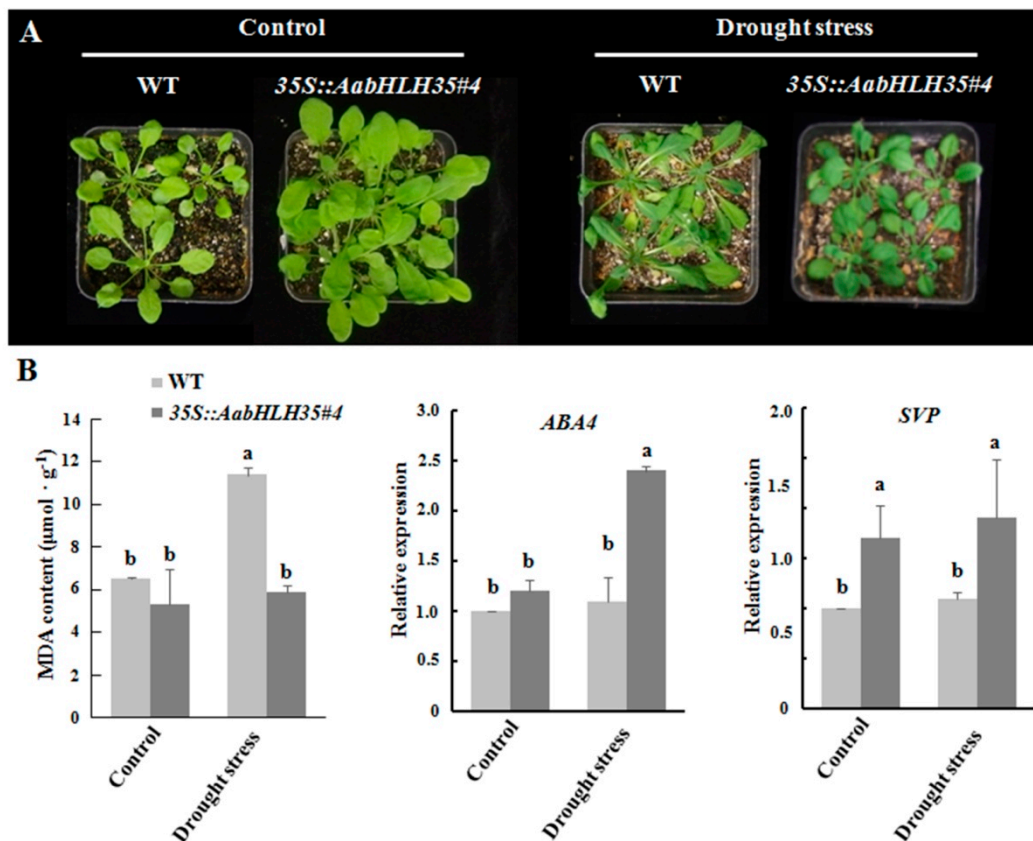 A
Control
Drought stress
WT
35S::AabHLH35#4
WT
35S::AabHLH35#4
B
WT
35S::AabHLH35#4
MDA content (μmol · g-1)
14
12
10
8
6
4
2
0
b
b
a
b
Control
Drought stress
ABA4
Relative expression
3.0
2.5
2.0
1.5
1.0
0.5
0
b
b
b
a
Control
Drought stress
SVP
Relative expression
2.0
1.5
1.0
0.5
0
b
a
b
a
Control
Drought stress